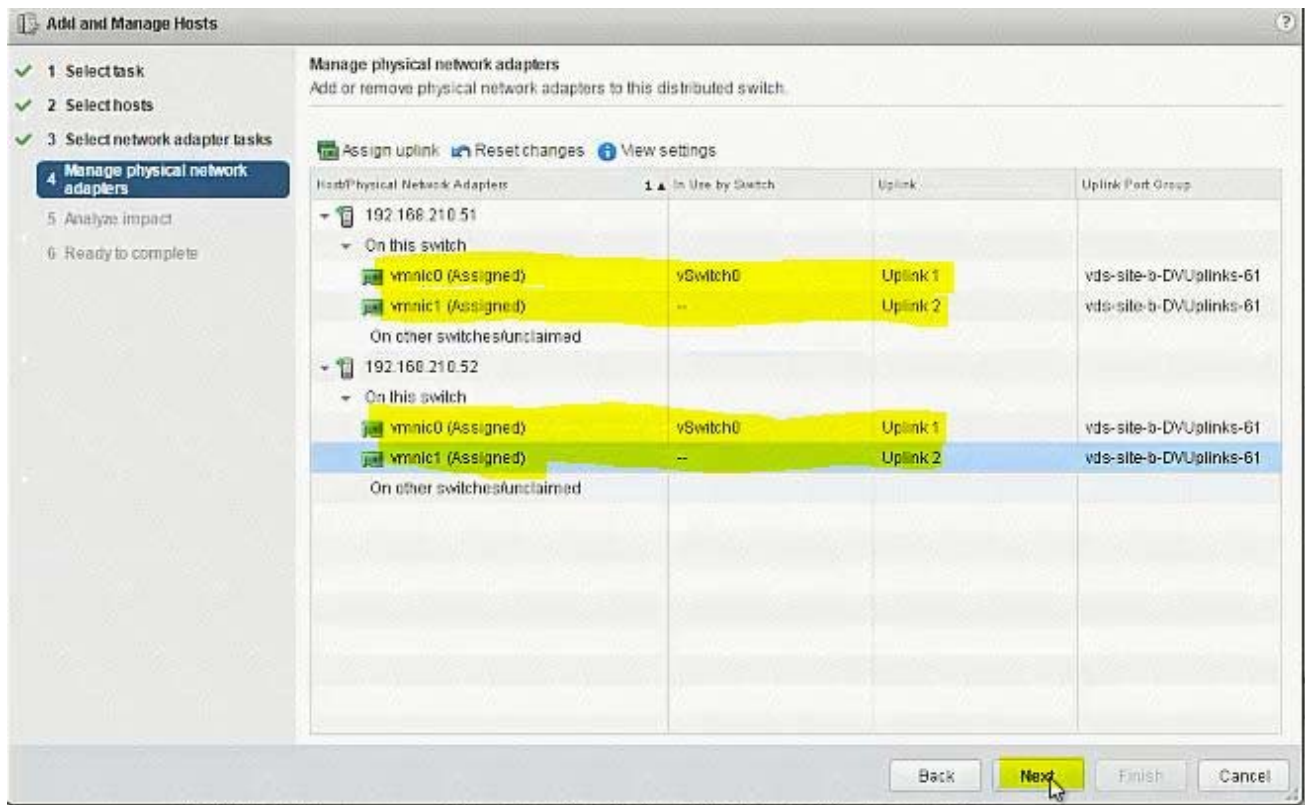 Add and Manage Hosts
?
1 Select task
2 Select hosts
3 Select network adapter tasks
4 Manage physical network
adapters
5 Analyze impact
6 Ready to complete
Manage physical network adapters
Add or remove physical network adapters to this distributed switch.
Assign uplink Reset changes View settings
Host/Physical Network Adapters 1 ▲ In Use by Switch Uplink Uplink Port Group
192.168.210.51
On this switch
vmnic0 (Assigned) vSwitch0 Uplink 1 vds-site-b-DVUplinks-61
vmnic1 (Assigned) -- Uplink 2 vds-site-b-DVUplinks-61
On other switches/unclaimed
192.168.210.52
On this switch
vmnic0 (Assigned) vSwitch0 Uplink 1 vds-site-b-DVUplinks-61
vmnic1 (Assigned) -- Uplink 2 vds-site-b-DVUplinks-61
On other switches/unclaimed
Back Next Finish Cancel